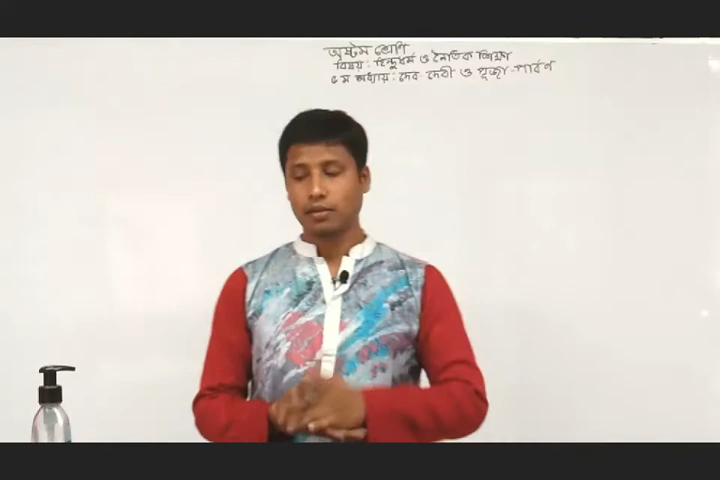 অষ্টম শ্রেণি
বিষয় : হিন্দুধর্ম ও নৈতিক শিক্ষা
৫ম অধ্যায় : দেব-দেবী ও পূজা-পার্বণ